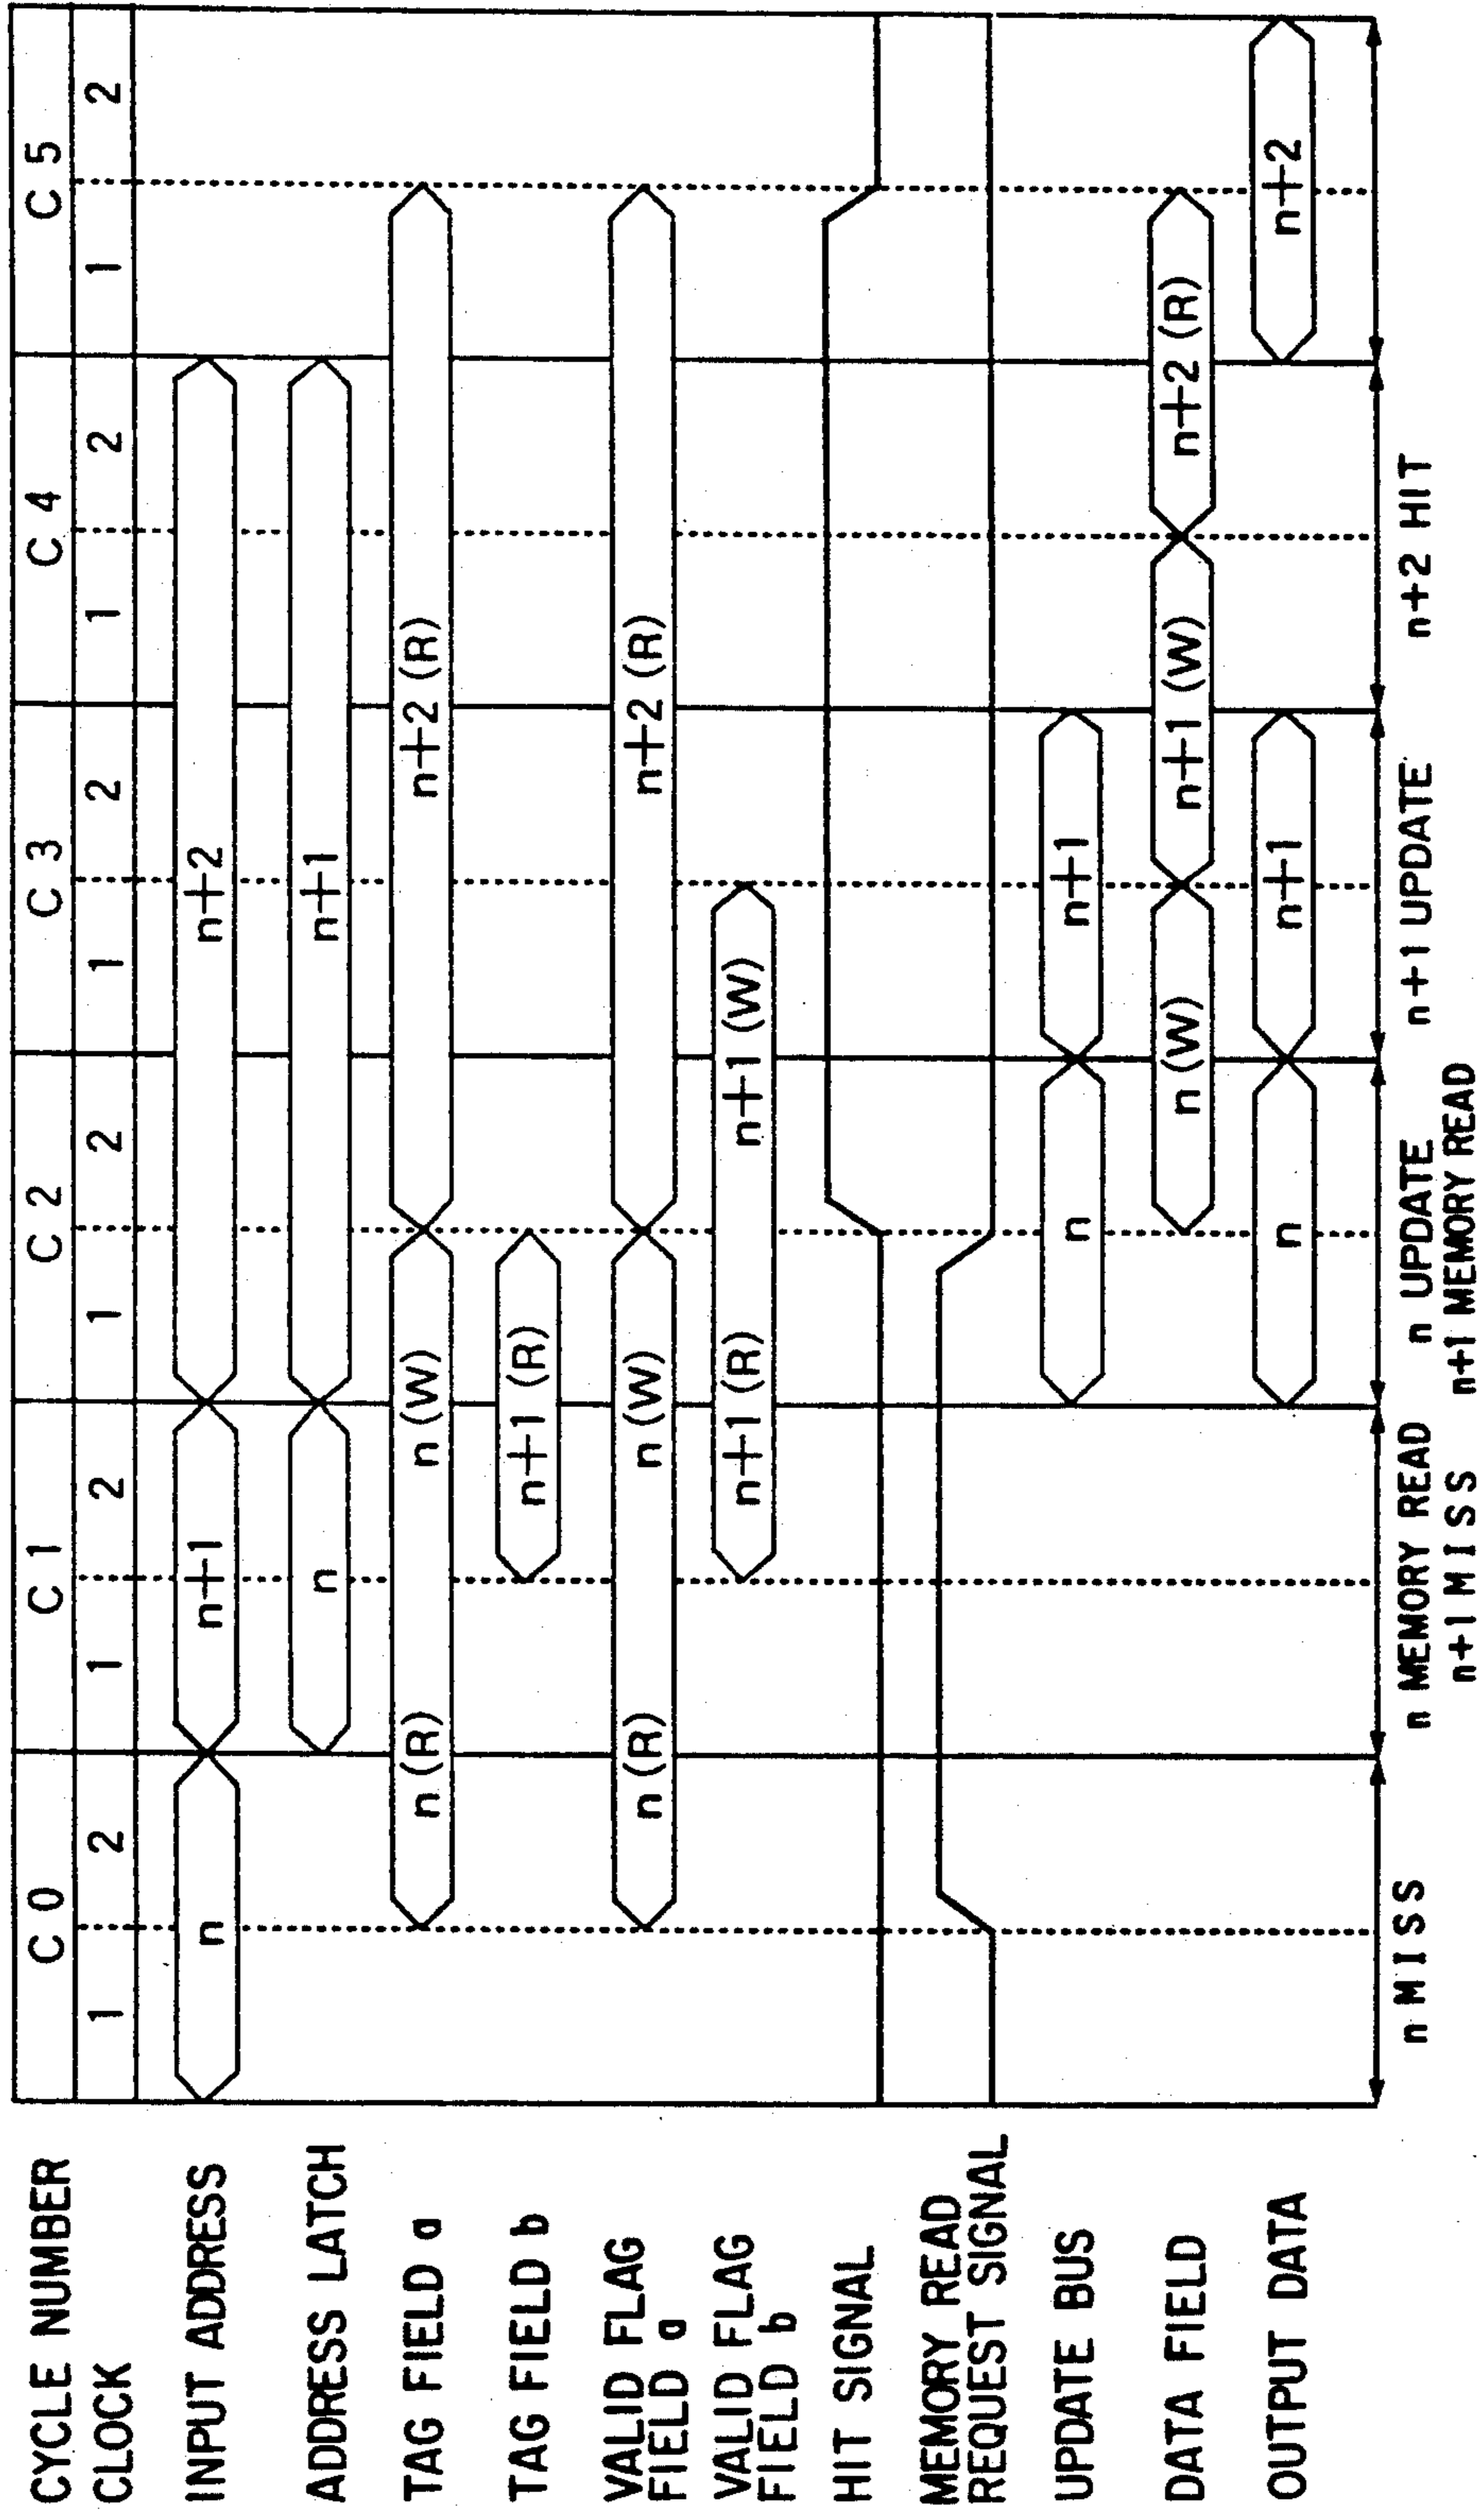 CYCLE NUMBER C 0 C 1 C 2 C 3 C 4 C 5
CLOCK 1 2 1 2 1 2 1 2 1 2 1 2
INPUT ADDRESS n n+1 n+2
ADDRESS LATCH n n+1
TAG FIELD a n (R) n (W) n+2 (R)
TAG FIELD b n+1 (R)
VALID FLAG
FIELD a n (R) n (W) n+2 (R)
VALID FLAG
FIELD b n+1 (R) n+1 (W)
HIT SIGNAL
MEMORY READ
REQUEST SIGNAL
UPDATE BUS n n+1
DATA FIELD n (W) n+1 (W) n+2 (R)
OUTPUT DATA n n+1 n+2
n MISS n MEMORY READ n UPDATE n+1 UPDATE n+2 HIT
n+1 MISS n+1 MEMORY READ